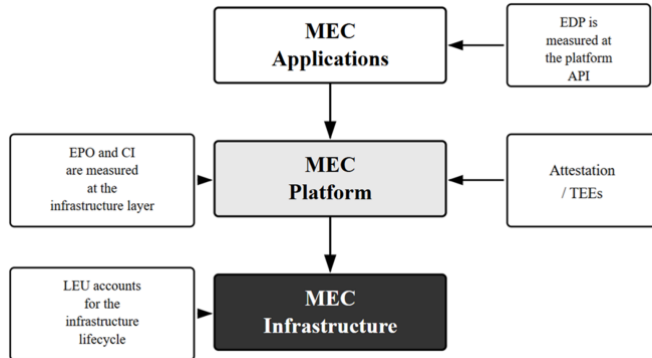 MEC
Applications
EDP is
measured at
the platform
API
EPO and CI
are measured
at the
infrastructure layer
MEC
Platform
Attestation
/ TEEs
LEU accounts
for the
infrastructure
lifecycle
MEC
Infrastructure